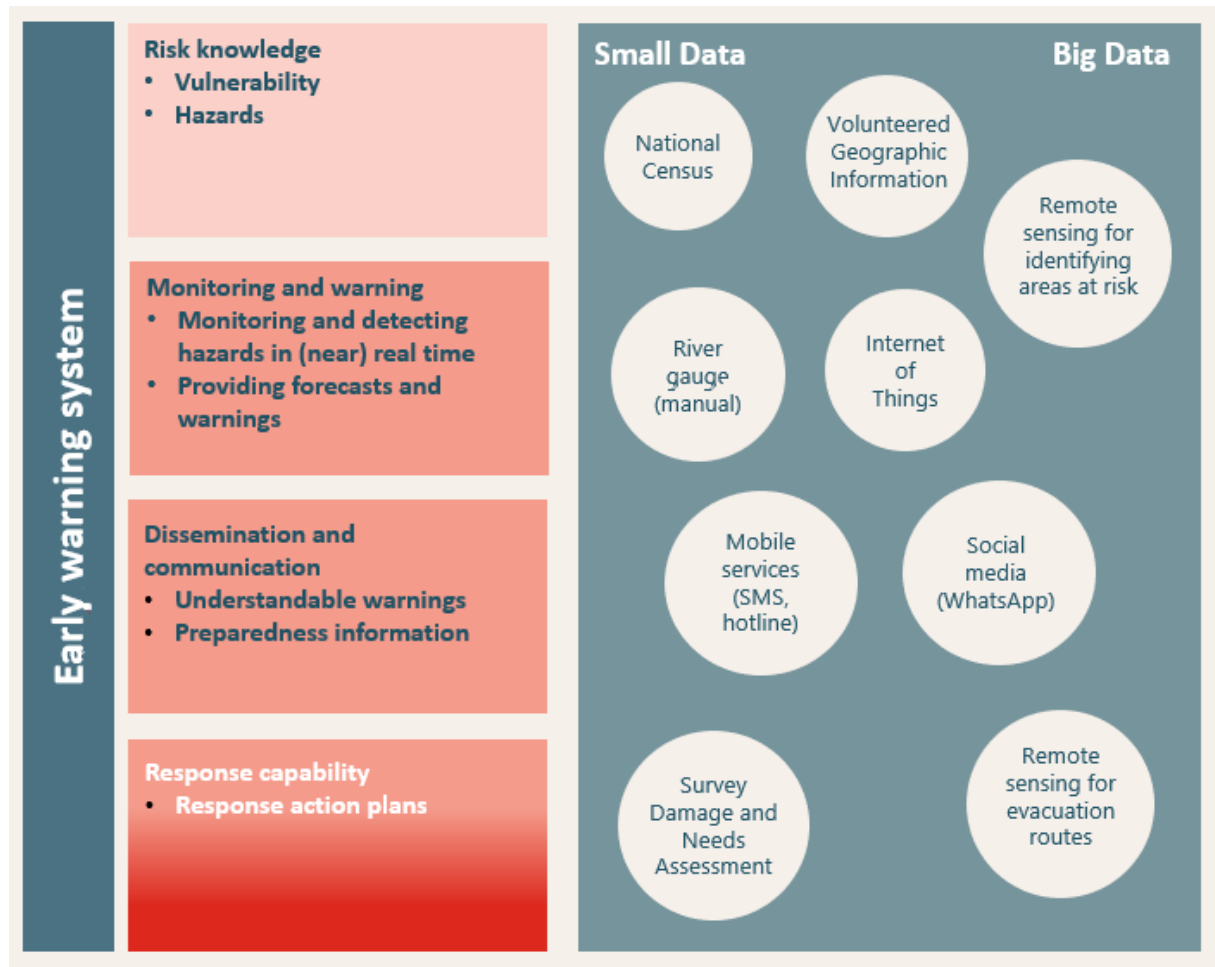 Early warning system
Risk knowledge
• Vulnerability
• Hazards
Monitoring and warning
• Monitoring and detecting
hazards in (near) real time
• Providing forecasts and
warnings
Dissemination and
communication
• Understandable warnings
• Preparedness information
Response capability
• Response action plans
Small Data
Big Data
National
Census
Volunteered
Geographic
Information
Remote
sensing for
identifying
areas at risk
River
gauge
(manual)
Internet
of
Things
Mobile
services
(SMS,
hotline)
Social
media
(WhatsApp)
Survey
Damage and
Needs
Assessment
Remote
sensing for
evacuation
routes